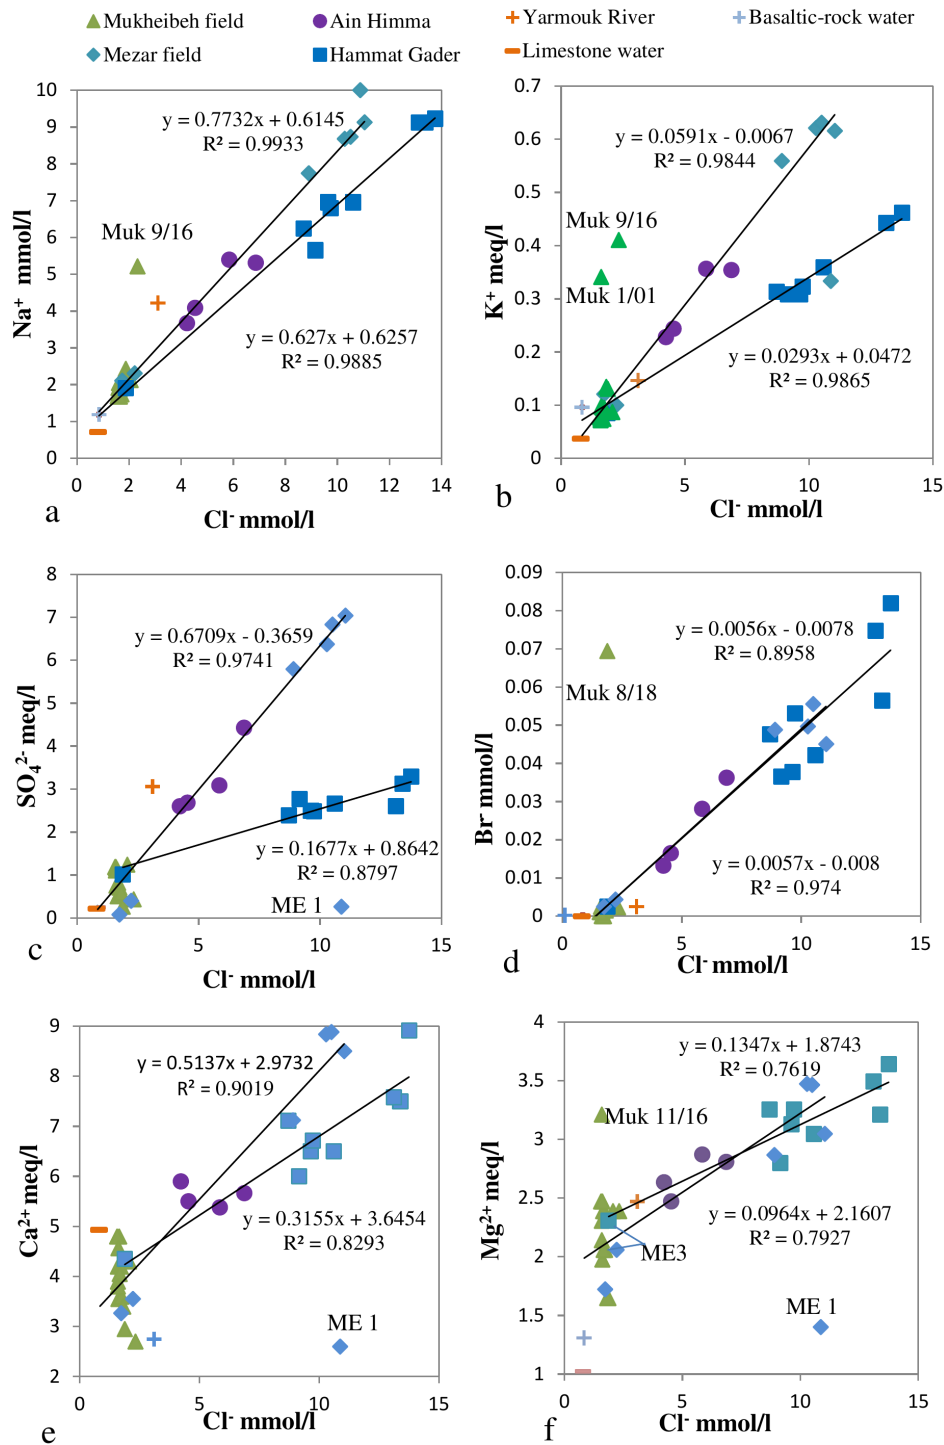 Mukheibeh field
Ain Himma
Yarmouk River
Basaltic-rock water
Mezar field
Hammat Gader
Limestone water
10
9
8
7
6
5
4
3
2
1
0
0 2 4 6 8 10 12 14
Na⁺ mmol/l
Cl⁻ mmol/l
y = 0.7732x + 0.6145
R² = 0.9933
Muk 9/16
y = 0.627x + 0.6257
R² = 0.9885
a
0.7
0.6
0.5
0.4
0.3
0.2
0.1
0
0 5 10 15
K⁺ meq/l
Cl⁻ mmol/l
y = 0.0591x - 0.0067
R² = 0.9844
Muk 9/16
Muk 1/01
y = 0.0293x + 0.0472
R² = 0.9865
b
8
7
6
5
4
3
2
1
0
0 5 10 15
SO₄²⁻ meq/l
Cl⁻ mmol/l
y = 0.6709x - 0.3659
R² = 0.9741
y = 0.1677x + 0.8642
R² = 0.8797
ME 1
c
0.09
0.08
0.07
0.06
0.05
0.04
0.03
0.02
0.01
0
0 5 10 15
Br⁻ mmol/l
Cl⁻ mmol/l
y = 0.0056x - 0.0078
R² = 0.8958
Muk 8/18
y = 0.0057x - 0.008
R² = 0.974
d
9
8
7
6
5
4
3
2
0 5 10 15
Ca²⁺ meq/l
Cl⁻ mmol/l
y = 0.5137x + 2.9732
R² = 0.9019
y = 0.3155x + 3.6454
R² = 0.8293
ME 1
e
4
3.5
3
2.5
2
1.5
1
0 5 10 15
Mg²⁺ meq/l
Cl⁻ mmol/l
y = 0.1347x + 1.8743
R² = 0.7619
Muk 11/16
y = 0.0964x + 2.1607
R² = 0.7927
ME3
ME 1
f